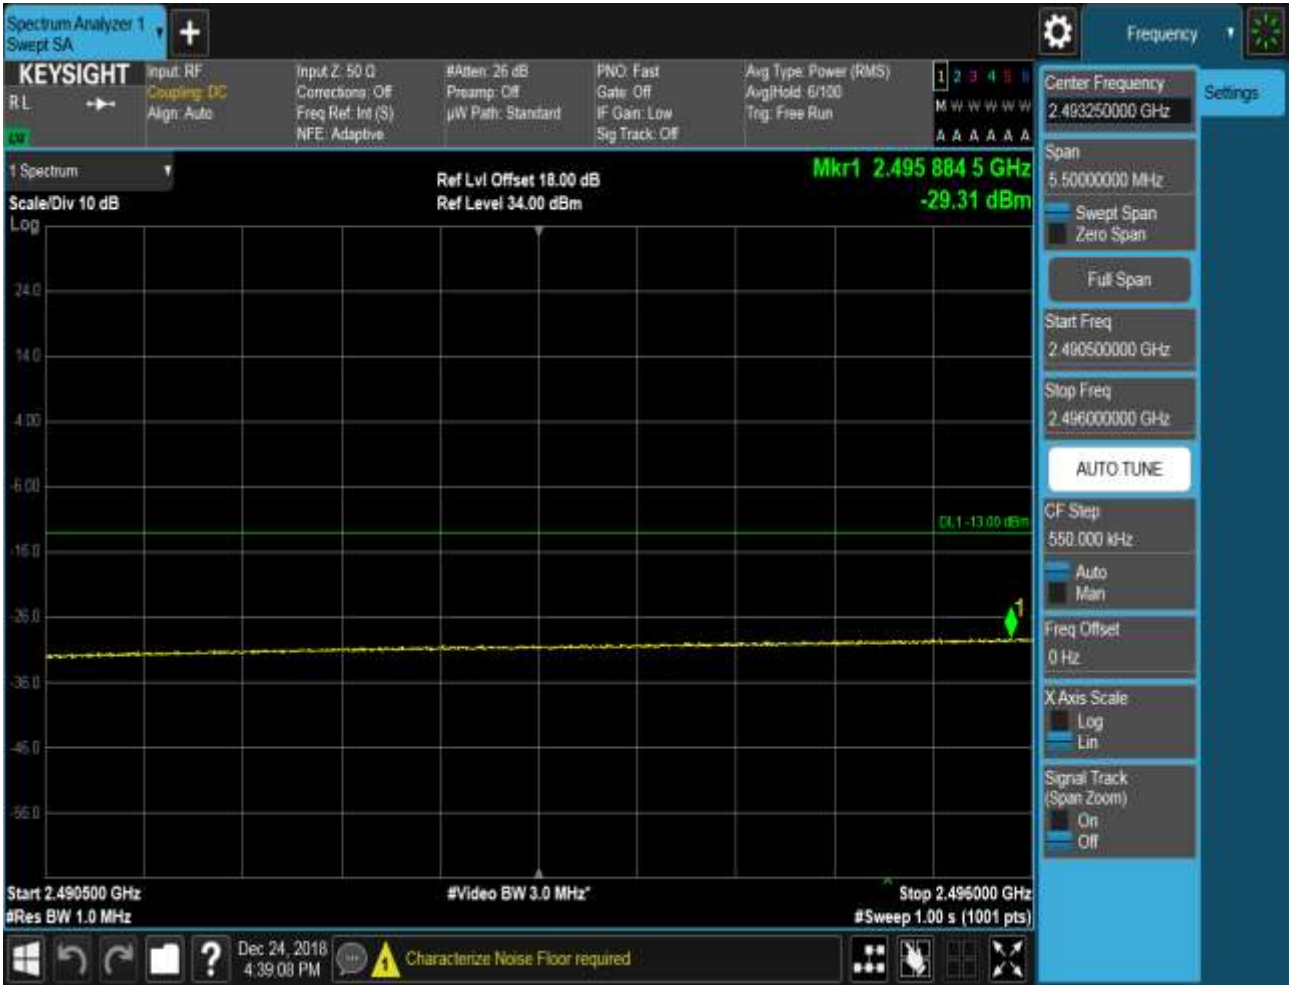 Spectrum Analyzer 1
Swept SA
+
Frequency
KEYSIGHT
RL
Input: RF
Coupling: DC
Align: Auto
Input Z: 50 Ω
Corrections: Off
Freq Ref: Int (S)
NFE: Adaptive
#Atten: 26 dB
Preamp: Off
µW Path: Standard
PNO: Fast
Gate: Off
IF Gain: Low
Sig Track: Off
Avg Type: Power (RMS)
Avg|Hold: 6/100
Trig: Free Run
1 2 3 4 5 6
M W W W W W
A A A A A A
1 Spectrum
Scale/Div 10 dB
Log
Ref Lvl Offset 18.00 dB
Ref Level 34.00 dBm
Mkr1 2.495 884 5 GHz
-29.31 dBm
24.0
14.0
4.00
-6.00
-16.0
-26.0
-36.0
-46.0
-56.0
DL1 -13.00 dBm
1
Start 2.490500 GHz
#Res BW 1.0 MHz
#Video BW 3.0 MHz*
Stop 2.496000 GHz
#Sweep 1.00 s (1001 pts)
Center Frequency
2.493250000 GHz
Settings
Span
5.50000000 MHz
Swept Span
Zero Span
Full Span
Start Freq
2.490500000 GHz
Stop Freq
2.496000000 GHz
AUTO TUNE
CF Step
550.000 kHz
Auto
Man
Freq Offset
0 Hz
X Axis Scale
Log
Lin
Signal Track
(Span Zoom)
On
Off
?
Dec 24, 2018
4:39:08 PM
Characterize Noise Floor required